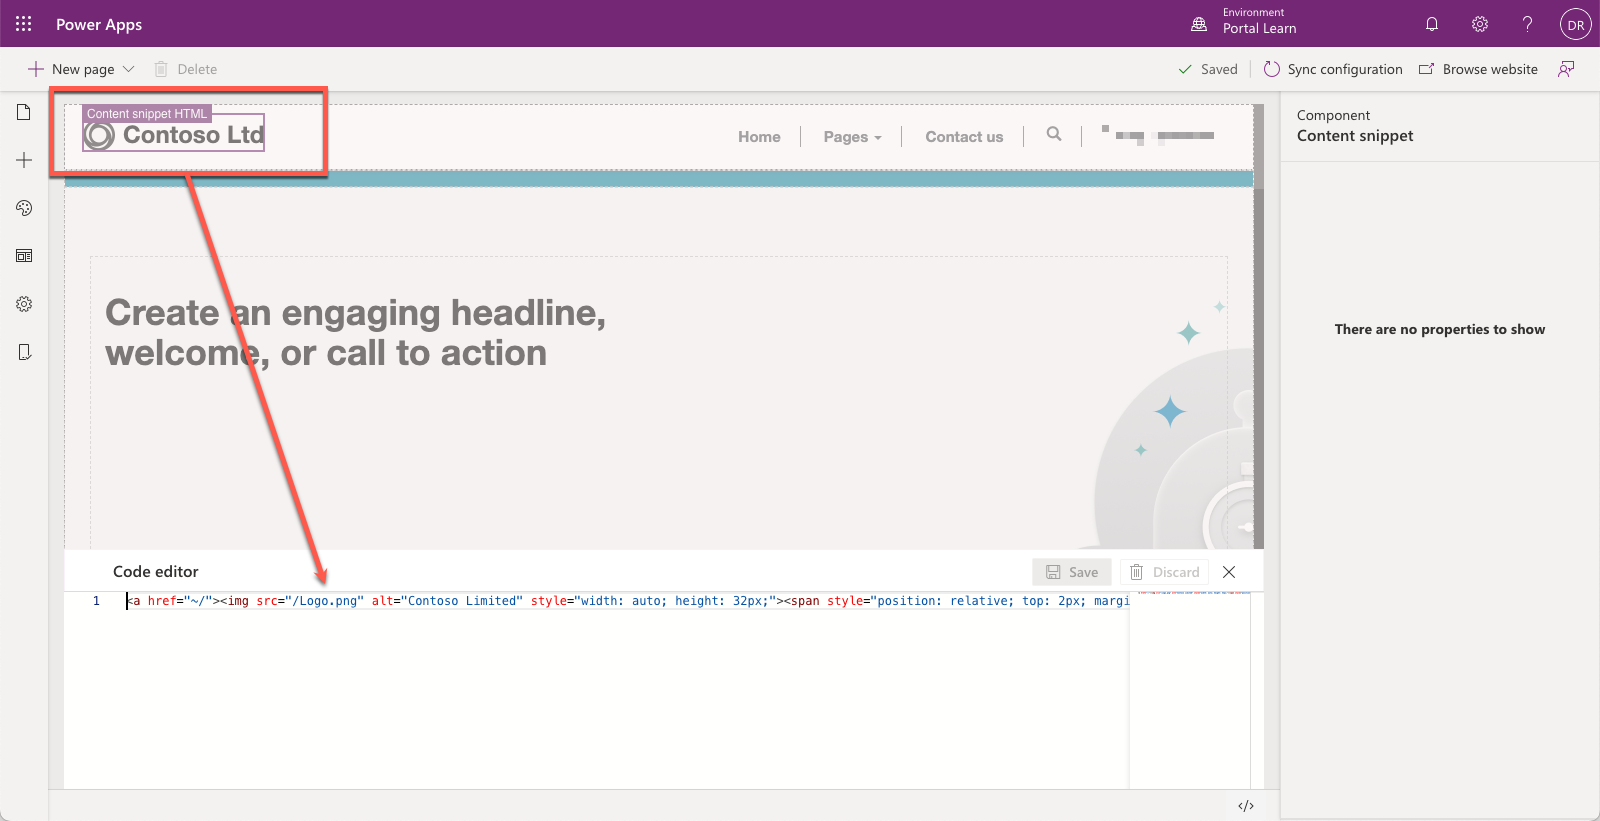 Power Apps
Environment
Portal Learn
DR
New page
Delete
Saved
Sync configuration
Browse website
Content snippet HTML
Contoso Ltd
Home
Pages
Contact us
Component
Content snippet
There are no properties to show
Create an engaging headline,
welcome, or call to action
Code editor
Save
Discard
1
<a href="~/"><img src="/Logo.png" alt="Contoso Limited" style="width: auto; height: 32px;"><span style="position: relative; top: 2px; margi
</>